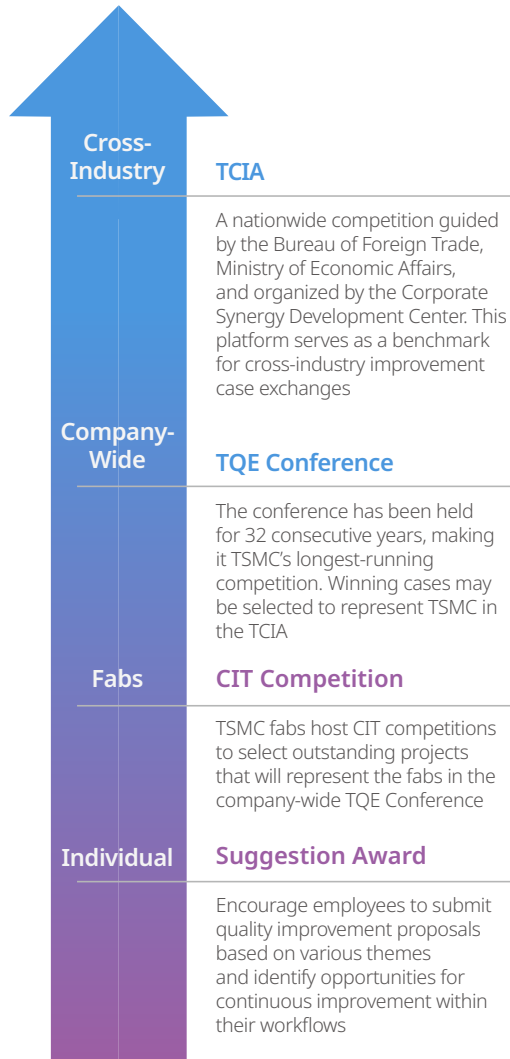 Cross-
Industry
TCIA
A nationwide competition guided
by the Bureau of Foreign Trade,
Ministry of Economic Affairs,
and organized by the Corporate
Synergy Development Center. This
platform serves as a benchmark
for cross-industry improvement
case exchanges
Company-
Wide
TQE Conference
The conference has been held
for 32 consecutive years, making
it TSMC’s longest-running
competition. Winning cases may
be selected to represent TSMC in
the TCIA
Fabs
CIT Competition
TSMC fabs host CIT competitions
to select outstanding projects
that will represent the fabs in the
company-wide TQE Conference
Individual
Suggestion Award
Encourage employees to submit
quality improvement proposals
based on various themes
and identify opportunities for
continuous improvement within
their workflows